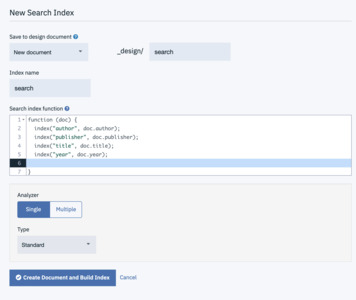 New Search Index
Save to design document
New document
_design/ search
Index name
search
Search index function
1 function (doc) {
2 index("author", doc.author);
3 index("publisher", doc.publisher);
4 index("title", doc.title);
5 index("year", doc.year);
6
7 }
Analyzer
Single Multiple
Type
Standard
Create Document and Build Index Cancel